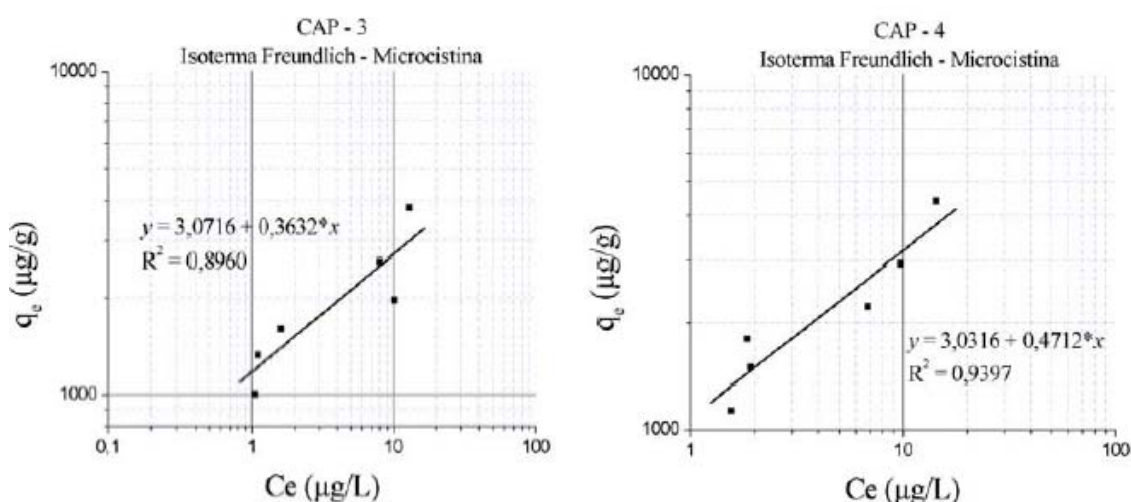 CAP - 3
Isoterma Freundlich - Microcistina
10000
1000
q_e (µg/g)
y = 3,0716 + 0,3632*x
R² = 0,8960
0,1 1 10 100
Ce (µg/L)
CAP - 4
Isoterma Freundlich - Microcistina
10000
1000
q_e (µg/g)
y = 3,0316 + 0,4712*x
R² = 0,9397
1 10 100
Ce (µg/L)